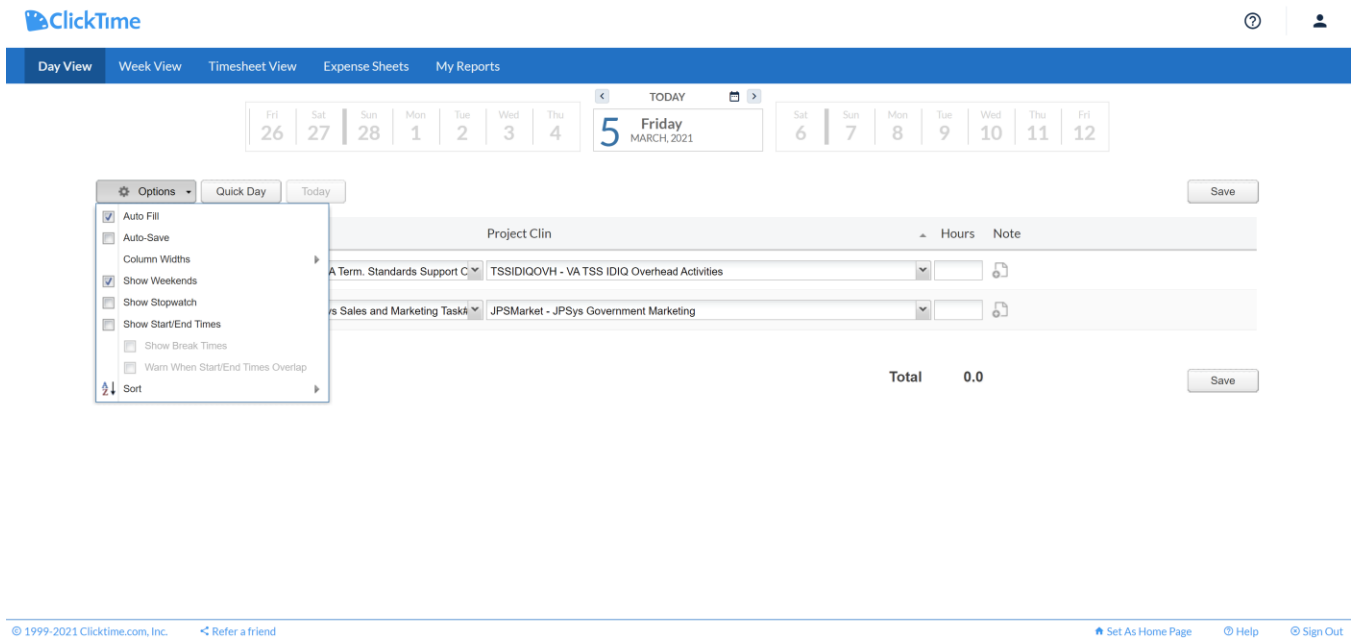 ClickTime
Day View Week View Timesheet View Expense Sheets My Reports
TODAY
Fri Sat Sun Mon Tue Wed Thu
26 27 28 1 2 3 4
5 Friday
MARCH, 2021
Sat Sun Mon Tue Wed Thu Fri
6 7 8 9 10 11 12
Options Quick Day Today Save
Auto Fill
Auto-Save
Column Widths
Show Weekends
Show Stopwatch
Show Start/End Times
Show Break Times
Warn When Start/End Times Overlap
Sort
Project Clin Hours Note
A Term. Standards Support C TSSIDIQOVH - VA TSS IDIQ Overhead Activities
s Sales and Marketing Task# JPSMarket - JPSys Government Marketing
Total 0.0 Save
© 1999-2021 Clicktime.com, Inc. Refer a friend Set As Home Page Help Sign Out